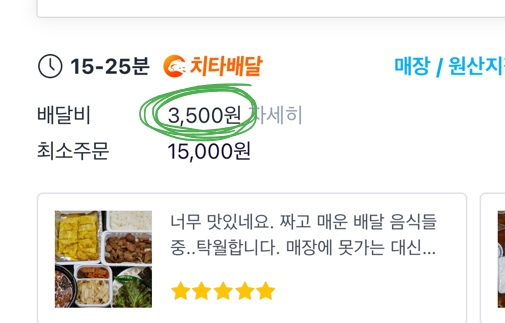 15-25분 치타배달 매장 / 원산지
배달비 3,500원 자세히
최소주문 15,000원
너무 맛있네요. 짜고 매운 배달 음식들
중..탁월합니다. 매장에 못가는 대신...